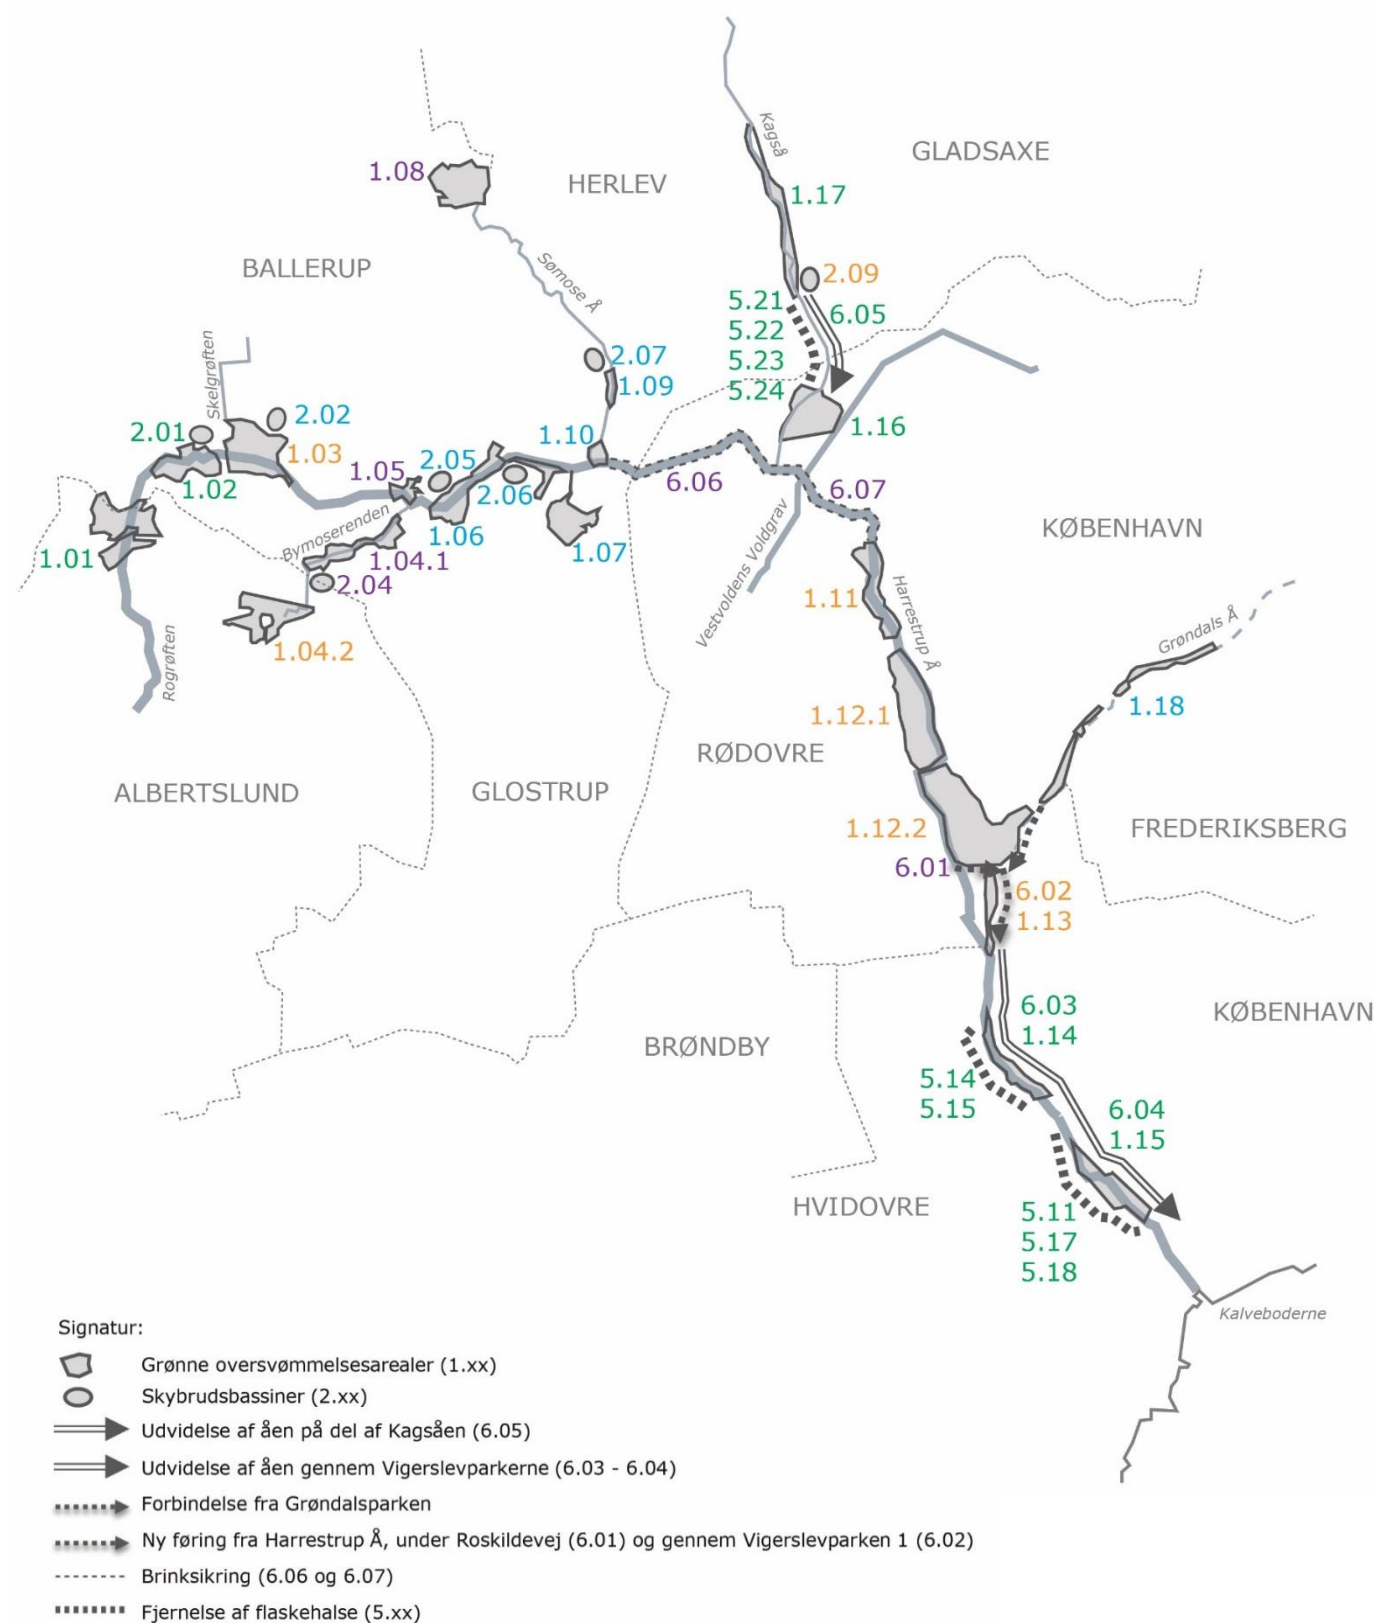 Kagså
GLADSAXE
1.08
HERLEV
1.17
BALLERUP
Sømose Å
2.09
5.21
6.05
5.22
5.23
5.24
Skelgrøften
2.07
1.09
2.01
2.02
1.16
1.10
1.03
2.05
1.05
1.02
2.06
6.06
6.07
Vestvoldens Voldgrav
KØBENHAVN
1.01
Bymoserenden
1.06
1.07
1.04.1
2.04
1.11
Harrestrup Å
Grøndals Å
1.04.2
Rogrøften
1.12.1
1.18
RØDOVRE
ALBERTSLUND
GLOSTRUP
1.12.2
FREDERIKSBERG
6.01
6.02
1.13
6.03
1.14
KØBENHAVN
BRØNDBY
5.14
5.15
6.04
1.15
HVIDOVRE
5.11
5.17
5.18
Kalveboderne
Signatur:
Grønne oversvømmelsesarealer (1.xx)
Skybrudsbassiner (2.xx)
Udvidelse af åen på del af Kagsåen (6.05)
Udvidelse af åen gennem Vigerslevparkerne (6.03 - 6.04)
Forbindelse fra Grøndalsparken
Ny føring fra Harrestrup Å, under Roskildevej (6.01) og gennem Vigerslevparken 1 (6.02)
Brinksikring (6.06 og 6.07)
Fjernelse af flaskehalse (5.xx)